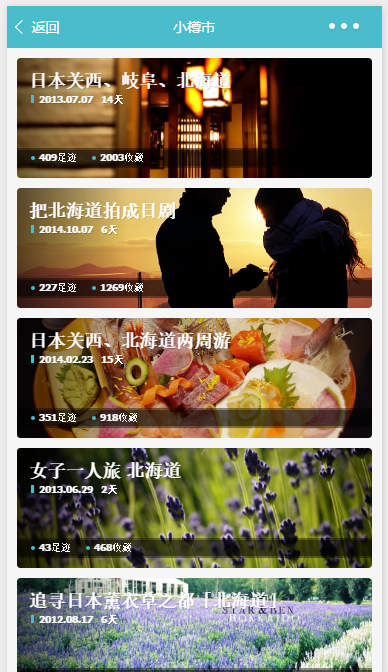 返回
小樽市
日本关西、岐阜、北海道
2013.07.07 14天
409足迹 2003收藏
把北海道拍成日剧
2014.10.07 6天
227足迹 1269收藏
日本关西、北海道两周游
2014.02.23 15天
351足迹 918收藏
女子一人旅 北海道
2013.06.29 2天
43足迹 468收藏
追寻日本薰衣草之都「北海道」
STAR&BEN
HOKKAIDO
2012.08.17 6天